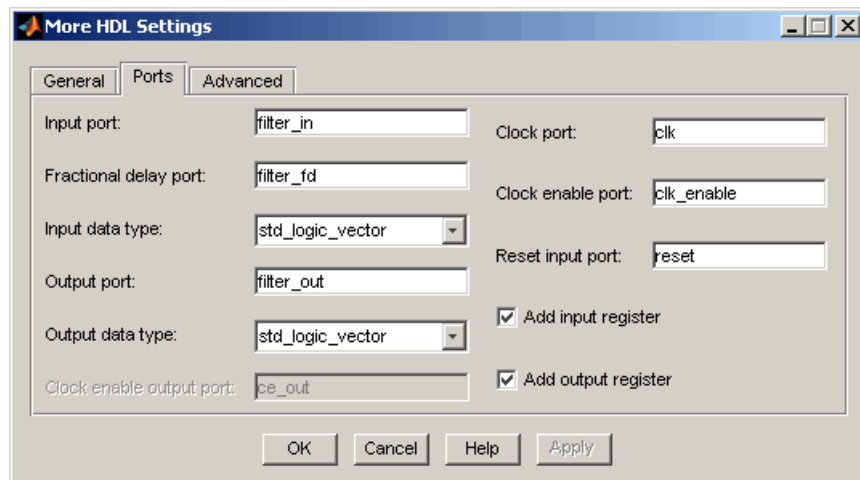 More HDL Settings
General Ports Advanced
Input port: filter_in
Fractional delay port: filter_fd
Input data type: std_logic_vector
Output port: filter_out
Output data type: std_logic_vector
Clock enable output port: ce_out
Clock port: clk
Clock enable port: clk_enable
Reset input port: reset
Add input register
Add output register
OK Cancel Help Apply